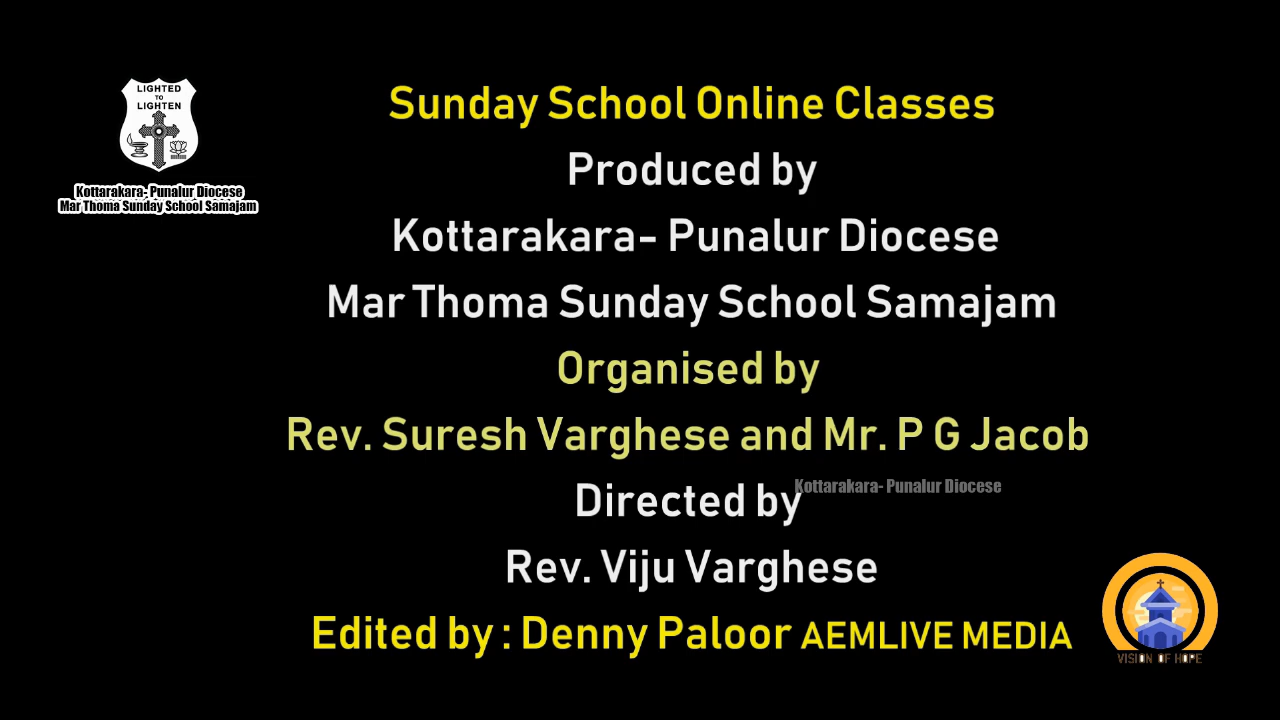 LIGHTED
TO
LIGHTEN
Kottarakara- Punalur Diocese
Mar Thoma Sunday School Samajam
Sunday School Online Classes
Produced by
Kottarakara- Punalur Diocese
Mar Thoma Sunday School Samajam
Organised by
Rev. Suresh Varghese and Mr. P G Jacob
Directed by
Kottarakara- Punalur Diocese
Rev. Viju Varghese
Edited by : Denny Paloor AEMLIVE MEDIA
VISION OF HOPE